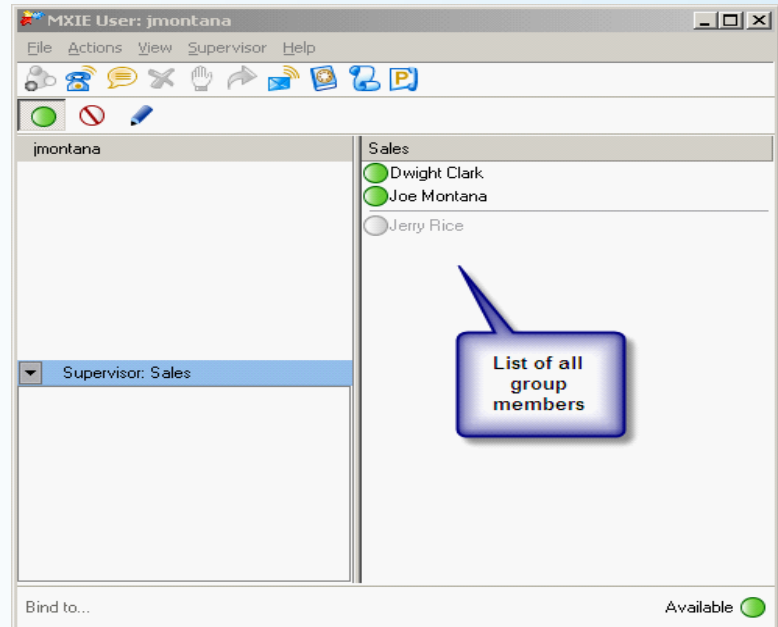 MXIE User: jmontana
File Actions View Supervisor Help
P
jmontana
Sales
Dwight Clark
Joe Montana
Jerry Rice
List of all
group
members
Supervisor: Sales
Bind to...
Available